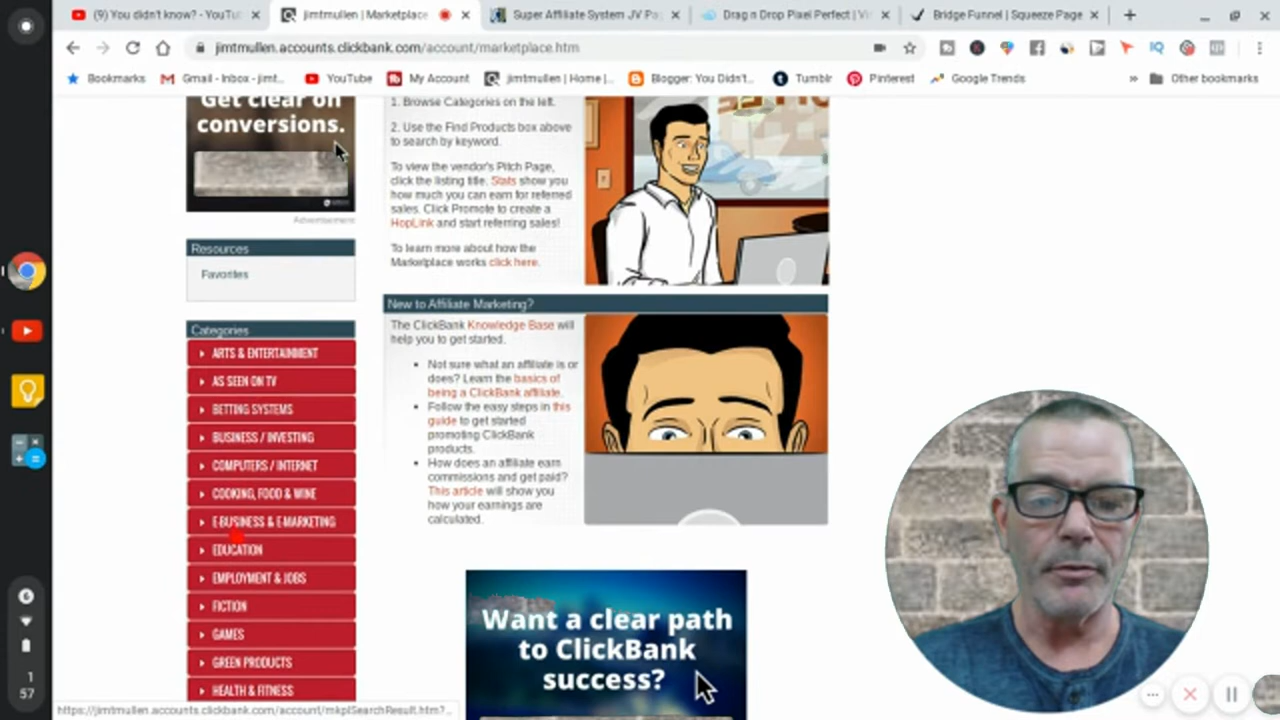 (9) You didn't know? - YouTu
jimtmullen | Marketplace
Super Affiliate System JV Pa
Drag n Drop Pixel Perfect | Vi
Bridge Funnel | Squeeze Page
jimtmullen.accounts.clickbank.com/account/marketplace.htm
Bookmarks
Gmail - Inbox - jimt...
YouTube
My Account
jimtmullen | Home |...
Blogger: You Didn't...
Tumblr
Pinterest
Google Trends
Other bookmarks
Get clear on
conversions.
Advertisement
Resources
Favorites
Categories
ARTS & ENTERTAINMENT
AS SEEN ON TV
BETTING SYSTEMS
BUSINESS / INVESTING
COMPUTERS / INTERNET
COOKING, FOOD & WINE
E-BUSINESS & E-MARKETING
EDUCATION
EMPLOYMENT & JOBS
FICTION
GAMES
GREEN PRODUCTS
HEALTH & FITNESS
1. Browse Categories on the left.
2. Use the Find Products box above
to search by keyword.
To view the vendor's Pitch Page,
click the listing title. Stats show you
how much you can earn for referred
sales. Click Promote to create a
HopLink and start referring sales!
To learn more about how the
Marketplace works click here.
New to Affiliate Marketing?
The ClickBank Knowledge Base will
help you to get started.
Not sure what an affiliate is or
does? Learn the basics of
being a ClickBank affiliate.
Follow the easy steps in this
guide to get started
promoting ClickBank
products.
How does an affiliate earn
commissions and get paid?
This article will show you
how your earnings are
calculated.
Want a clear path
to ClickBank
success?
1
57
https://jimtmullen.accounts.clickbank.com/account/mkplSearchResult.htm?...